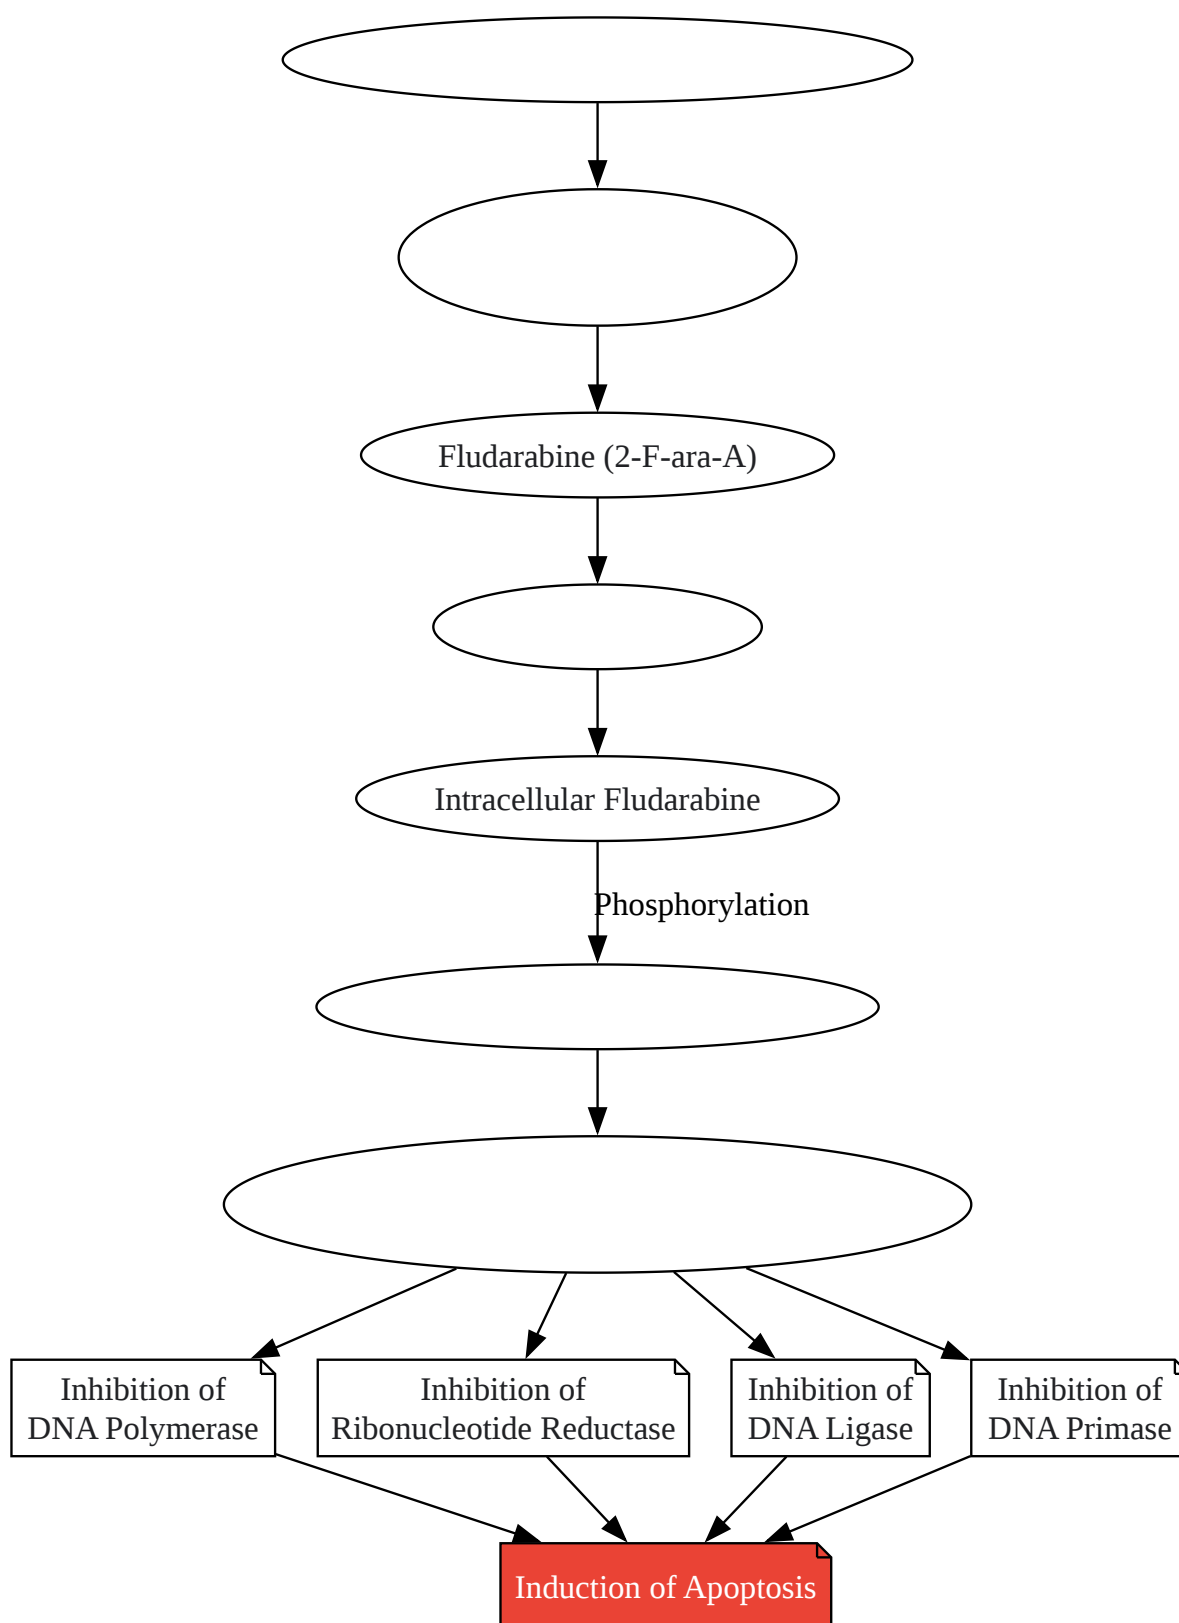 Fludarabine (2-F-ara-A)
Intracellular Fludarabine
Phosphorylation
Inhibition of
DNA Polymerase
Inhibition of
Ribonucleotide Reductase
Inhibition of
DNA Ligase
Inhibition of
DNA Primase
Induction of Apoptosis